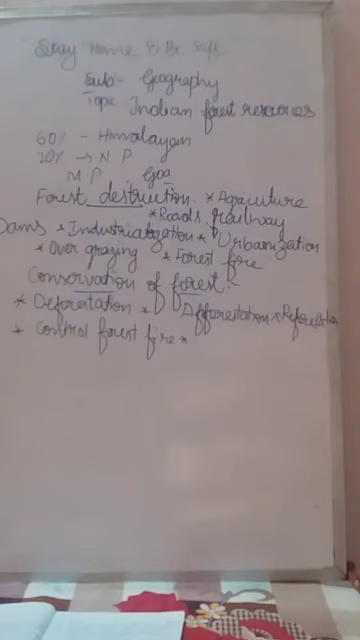 Stay Home & Be Safe
Sub:- Geography
Topic Indian forest resources
60% - Himalayan
20% → N P
M P Goa
Forest destruction. * Agriculture
* Roads, railway
Dams * Industrialization * Urbanization
* Over grazing * Forest fire
Conservation of forest:-
* Deforestation * Afforestation * Reforestation
* Control forest fire *